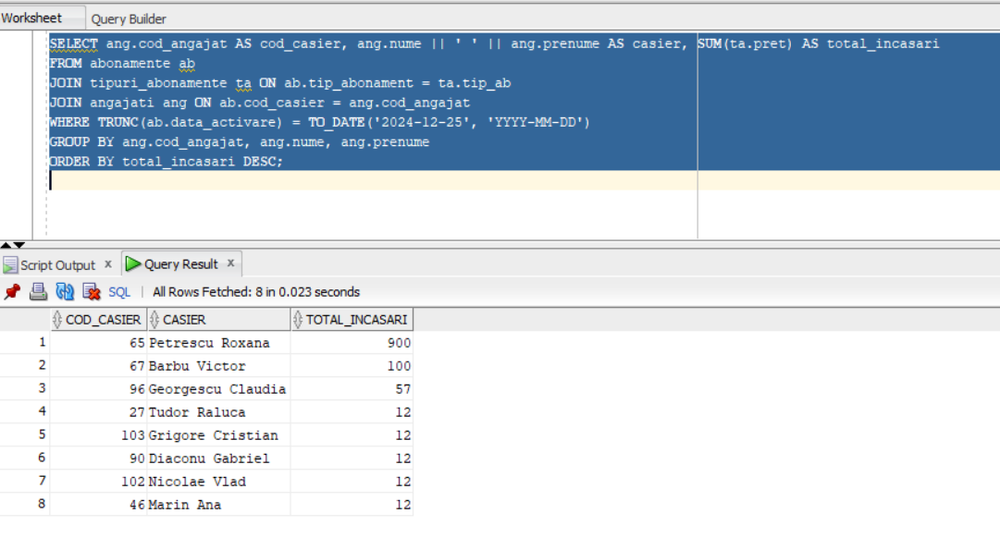 Worksheet Query Builder
SELECT ang.cod_angajat AS cod_casier, ang.nume || ' ' || ang.prenume AS casier, SUM(ta.pret) AS total_incasari
FROM abonamente ab
JOIN tipuri_abonamente ta ON ab.tip_abonament = ta.tip_ab
JOIN angajati ang ON ab.cod_casier = ang.cod_angajat
WHERE TRUNC(ab.data_activare) = TO_DATE('2024-12-25', 'YYYY-MM-DD')
GROUP BY ang.cod_angajat, ang.nume, ang.prenume
ORDER BY total_incasari DESC;
Script Output x Query Result x
SQL | All Rows Fetched: 8 in 0.023 seconds
COD_CASIER CASIER TOTAL_INCASARI
1 65 Petrescu Roxana 900
2 67 Barbu Victor 100
3 96 Georgescu Claudia 57
4 27 Tudor Raluca 12
5 103 Grigore Cristian 12
6 90 Diaconu Gabriel 12
7 102 Nicolae Vlad 12
8 46 Marin Ana 12